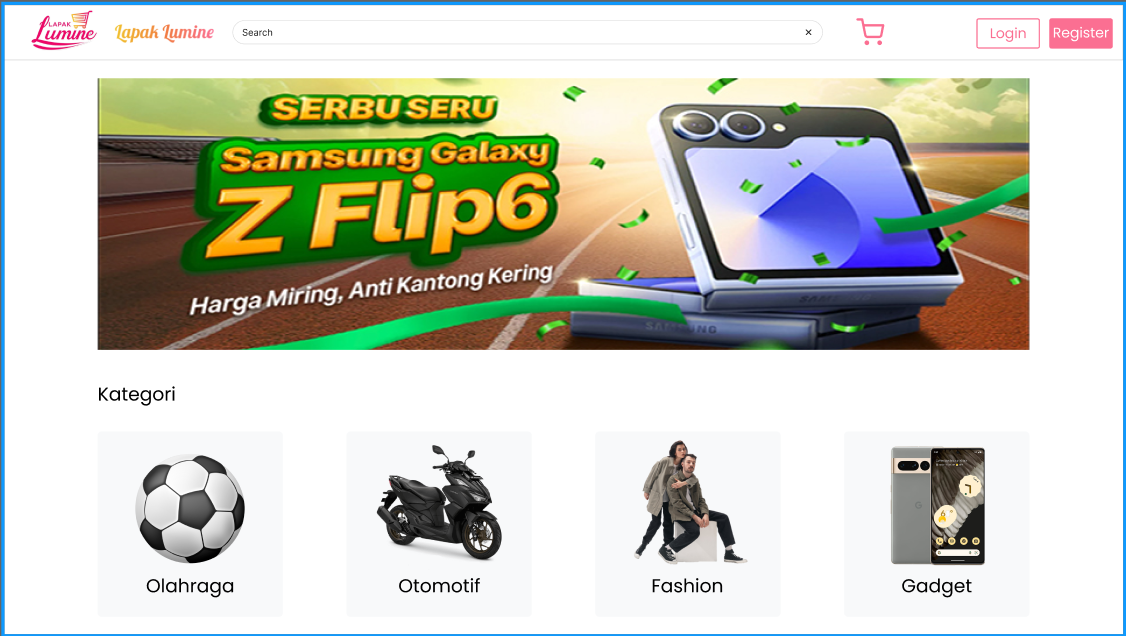 LAPAK
Lumine
Lapak Lumine
Search
Login
Register
SERBU SERU
Samsung Galaxy
Z Flip6
Harga Miring, Anti Kantong Kering
SAMSUNG
SAMSUNG
Kategori
Olahraga
Otomotif
Fashion
Gadget